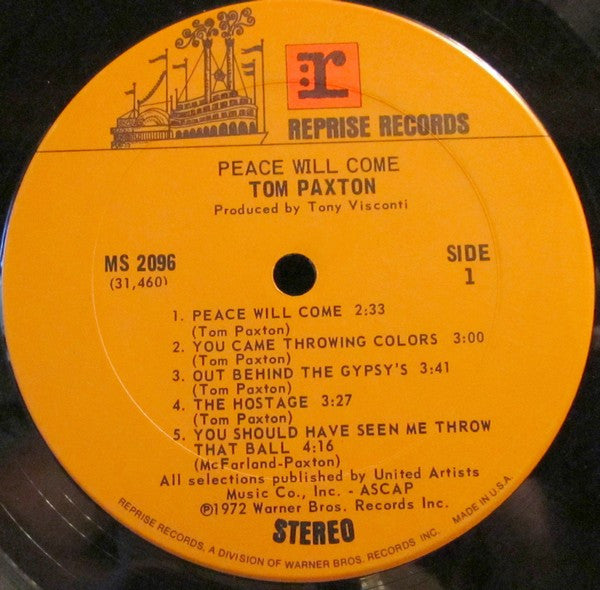 r
REPRISE RECORDS
PEACE WILL COME
TOM PAXTON
Produced by Tony Visconti
MS 2096
(31,460)
SIDE
1
1. PEACE WILL COME 2:33
(Tom Paxton)
2. YOU CAME THROWING COLORS 3:00
(Tom Paxton)
3. OUT BEHIND THE GYPSY'S 3:41
(Tom Paxton)
4. THE HOSTAGE 3:27
(Tom Paxton)
5. YOU SHOULD HAVE SEEN ME THROW
THAT BALL 4:16
(McFarland-Paxton)
All selections published by United Artists
Music Co., Inc. - ASCAP
℗1972 Warner Bros. Records Inc.
STEREO
REPRISE RECORDS, A DIVISION OF WARNER BROS. RECORDS INC. MADE IN U.S.A.